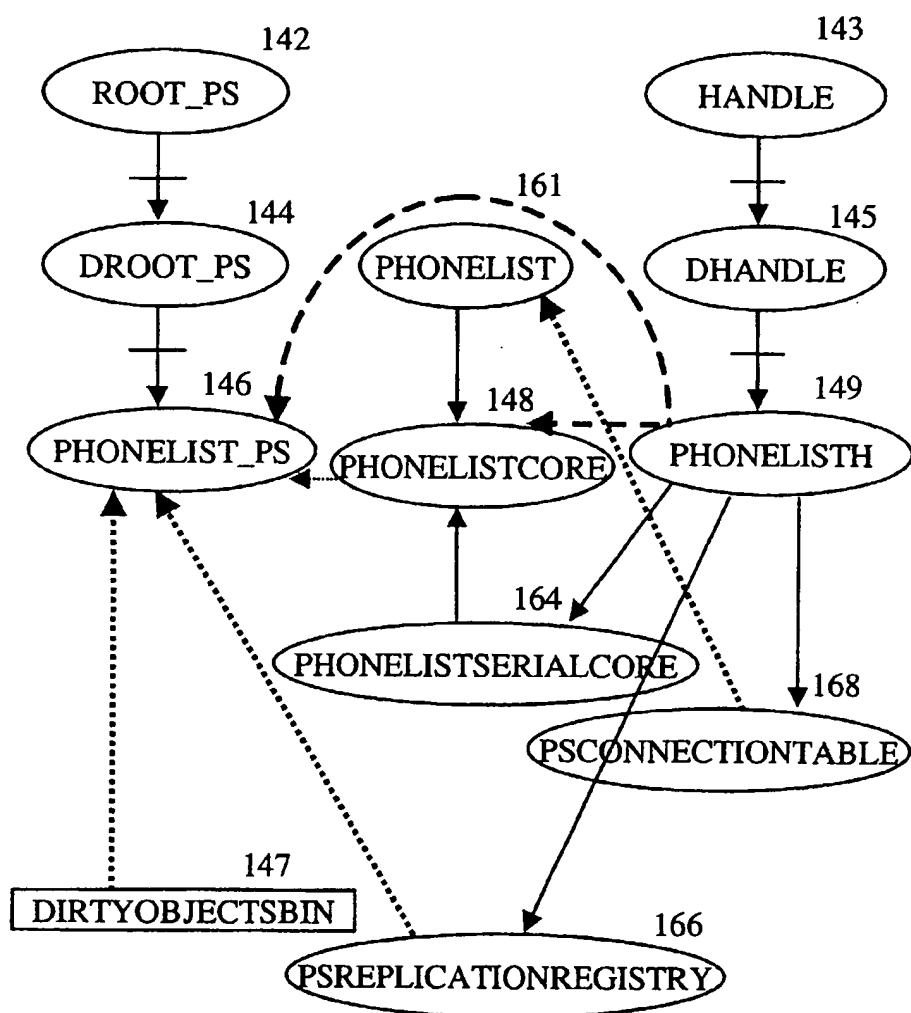 142
143
ROOT_PS
HANDLE
161
144
145
DROOT_PS
PHONELIST
DHANDLE
146
148
149
PHONELIST_PS
PHONELISTCORE
PHONELISTH
164
PHONELISTSERIALCORE
168
PSCONNECTIONTABLE
147
DIRTYOBJECTSBIN
166
PSREPLICATIONREGISTRY